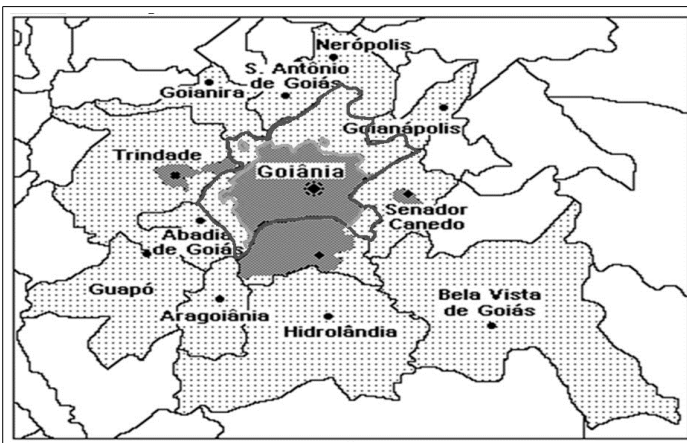 Nerópolis
S. Antônio
de Goiás
Goianira
Goianápolis
Trindade
Goiânia
Senador
Canedo
Abadia
de Goiás
Guapó
Aragoiânia
Hidrolândia
Bela Vista
de Goiás